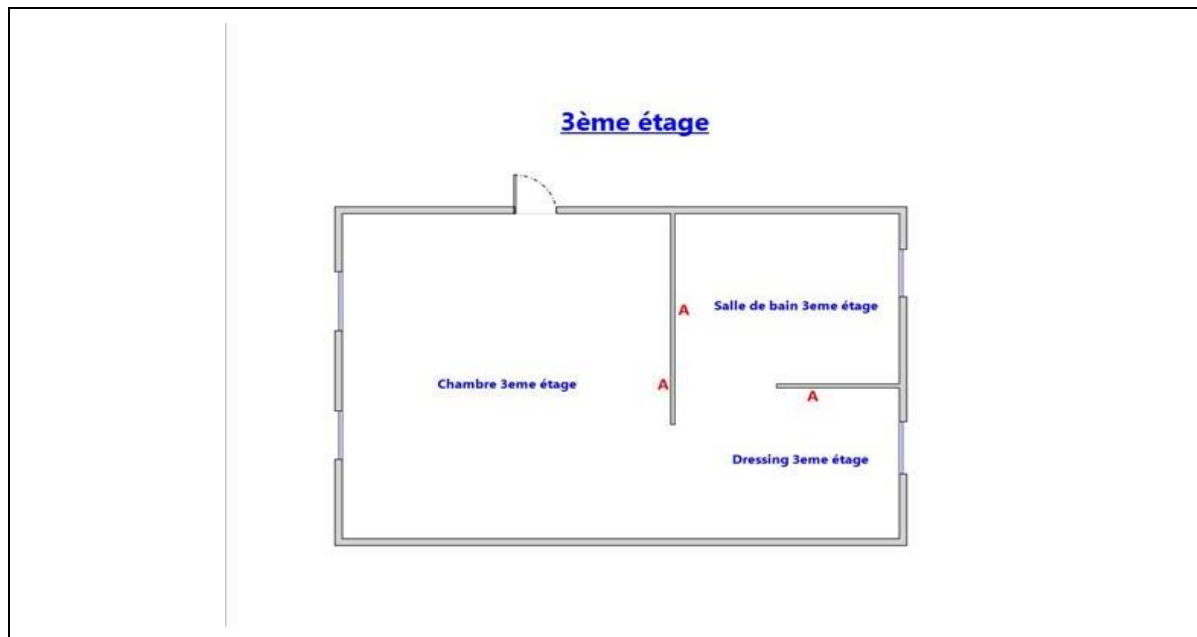 3ème étage
Salle de bain 3eme étage
A
Chambre 3eme étage
A
A
Dressing 3eme étage